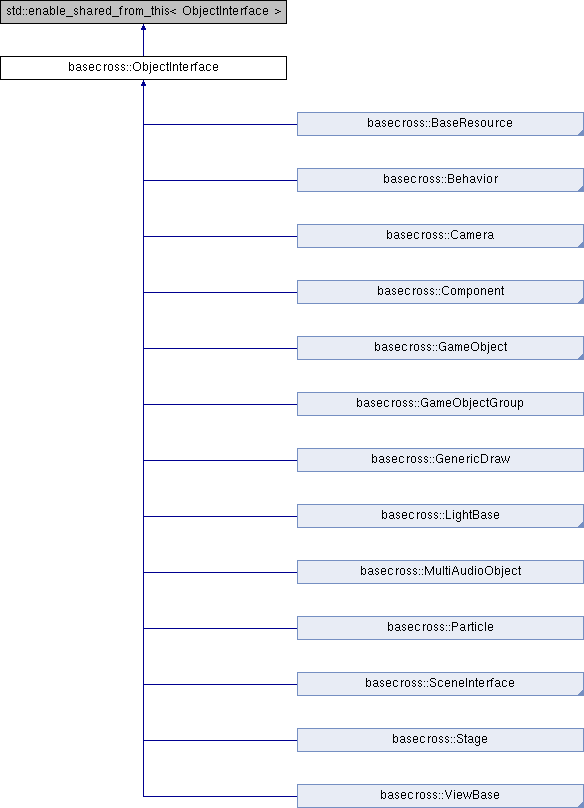 std::enable_shared_from_this< ObjectInterface >
basecross::ObjectInterface
basecross::BaseResource
basecross::Behavior
basecross::Camera
basecross::Component
basecross::GameObject
basecross::GameObjectGroup
basecross::GenericDraw
basecross::LightBase
basecross::MultiAudioObject
basecross::Particle
basecross::SceneInterface
basecross::Stage
basecross::ViewBase